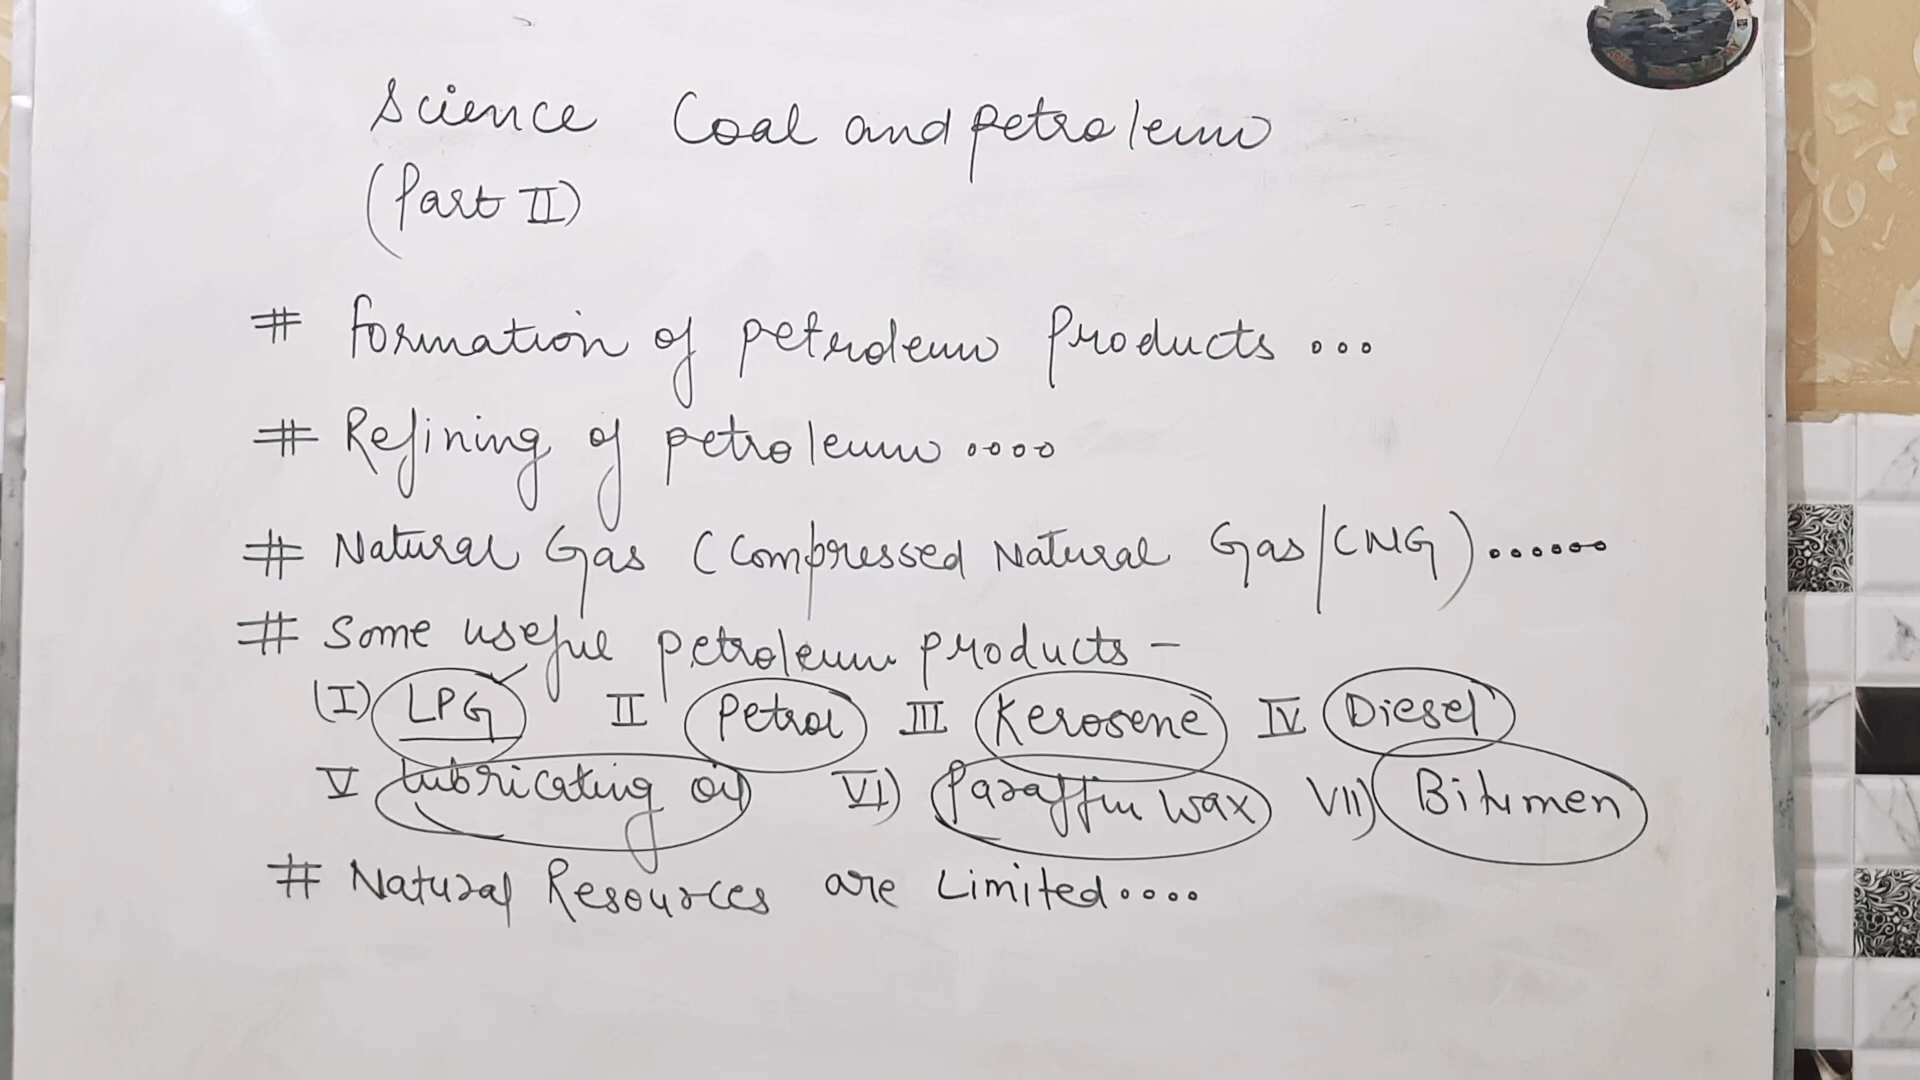 Science Coal and petroleum
(Part II)
# Formation of petroleum Products ...
# Refining of petroleum ....
# Natural Gas (Compressed Natural Gas/CNG) ......
# Some useful petroleum products -
(I) LPG II Petrol III Kerosene IV Diesel
V Lubricating oil VI) Paraffin wax VII) Bitumen
# Natural Resources are Limited ....